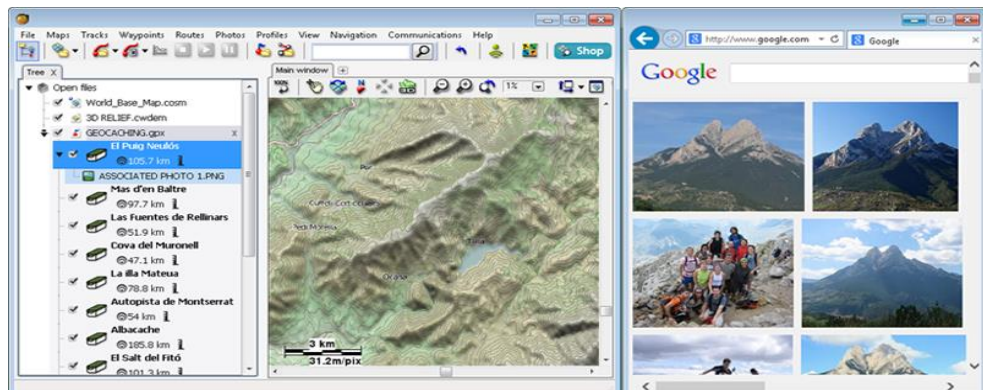 File Maps Tracks Waypoints Routes Photos Profiles View Navigation Communications Help
Shop
Tree X
Open files
World_Base_Map.cosm
3D RELIEF.cwdem
GEOCACHING.gpx x
El Puig Neulós
105.7 km
ASSOCIATED PHOTO 1.PNG
Mas d'en Baltre
97.7 km
Las Fuentes de Rellinars
51.9 km
Cova del Muronell
47.1 km
La illa Mateua
78.8 km
Autopista de Montserrat
54 km
Albacache
185.8 km
El Salt del Fitó
101.3 km
Main window
1%
3 km
31.2m/pix
http://www.google.com
Google
Google